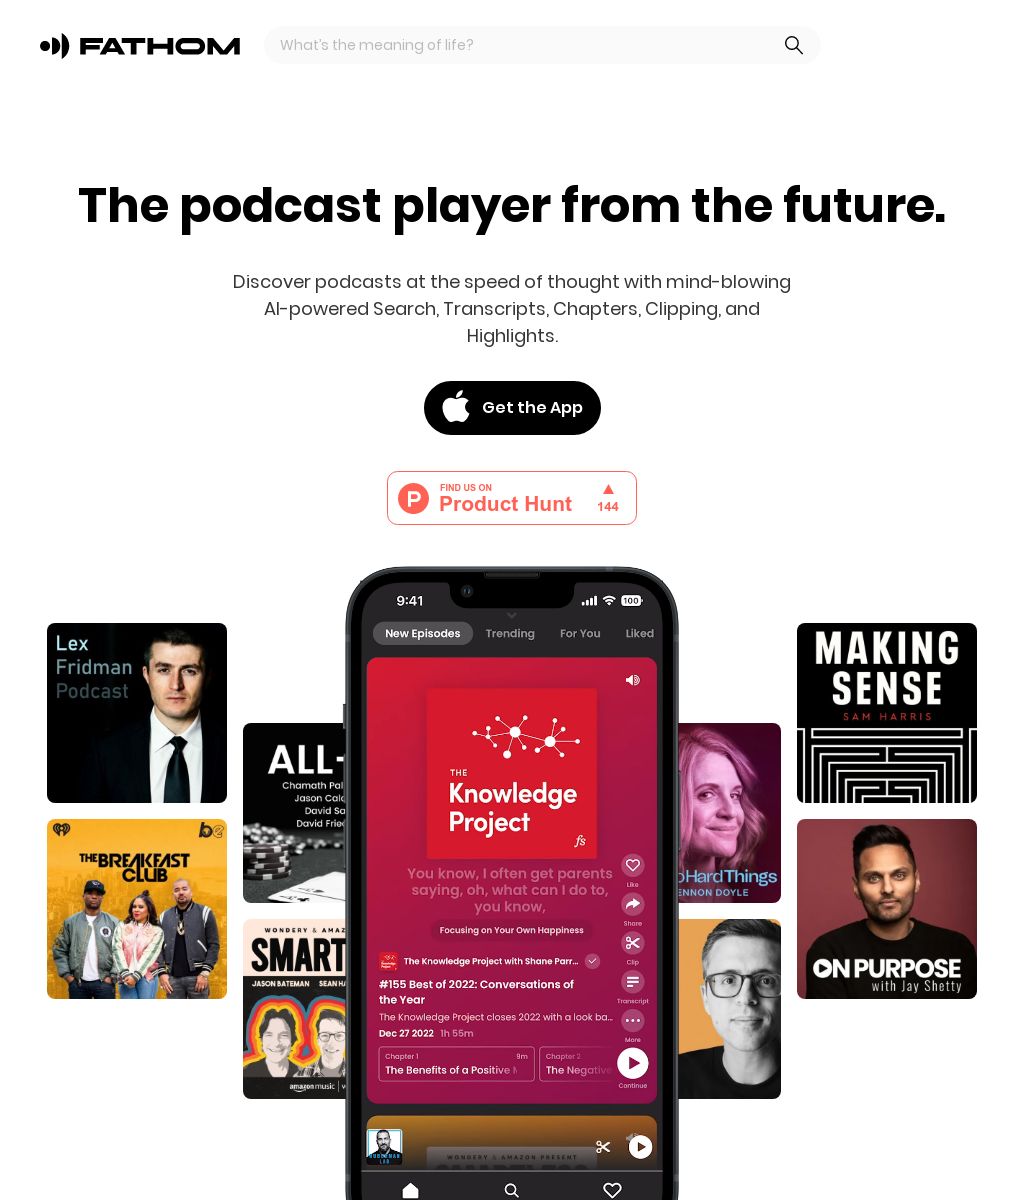 FATHOM
What's the meaning of life?
The podcast player from the future.
Discover podcasts at the speed of thought with mind-blowing
AI-powered Search, Transcripts, Chapters, Clipping, and
Highlights.
Get the App
FIND US ON
Product Hunt
144
9:41
100
New Episodes
Trending
For You
Liked
Lex
Fridman
Podcast
MAKING
SENSE
SAM HARRIS
ALL-
Chamath Pal
Jason Cala
David Sa
David Frie
THE
Knowledge
Project
fs
You know, I often get parents
saying, oh, what can I do to,
you know,
Focusing on Your Own Happiness
Like
Share
Clip
Transcript
More
Continue
The Knowledge Project with Shane Parr...
#155 Best of 2022: Conversations of
the Year
The Knowledge Project closes 2022 with a look ba...
Dec 27 2022 1h 55m
Chapter 1
9m
The Benefits of a Positive
Chapter 2
The Negative
HardThings
ENNON DOYLE
THE BREAKFAST
CLUB
be
WONDERY & AMAZ
SMART
JASON BATEMAN SEAN HA
amazon music
ON PURPOSE
with Jay Shetty
HUBERMAN
LAB
WONDERY & AMAZON PRESENT
SMARTLESS